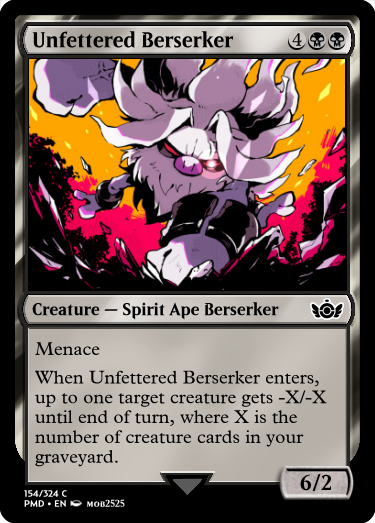 Unfettered Berserker 4
Creature — Spirit Ape Berserker
Menace
When Unfettered Berserker enters,
up to one target creature gets -X/-X
until end of turn, where X is the
number of creature cards in your
graveyard.
6/2
154/324 C
PMD • EN MOB2525